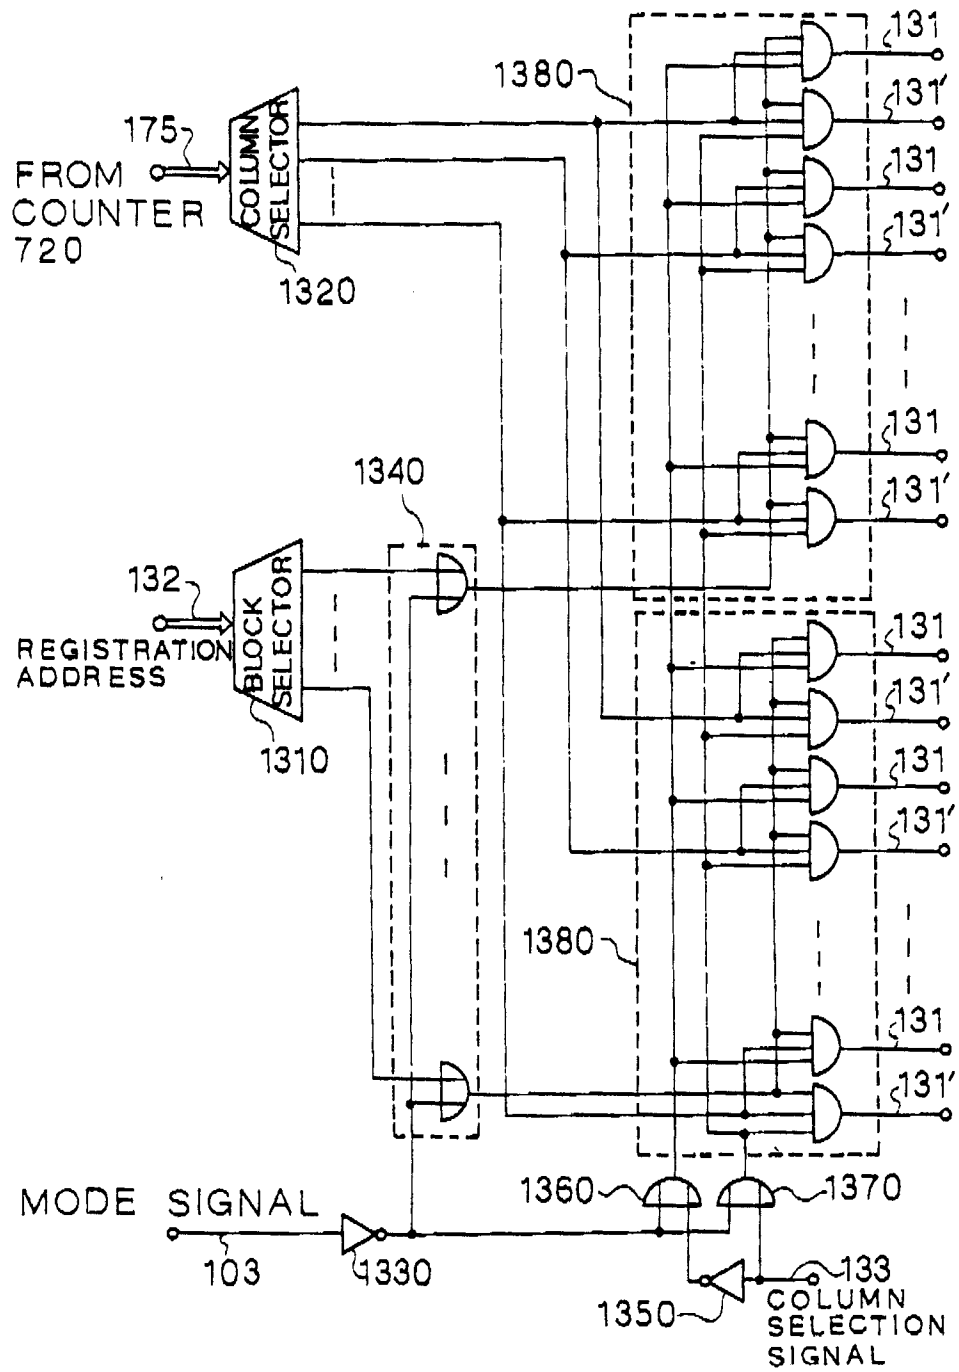 131
1380
131'
175
COLUMN
SELECTOR
131
FROM
COUNTER
720
131'
1320
131
1340
131'
132
BLOCK
SELECTOR
REGISTRATION
ADDRESS
131
131'
1310
131
131'
1380
131
131'
MODE SIGNAL
1360
1370
103
1330
133
1350
COLUMN
SELECTION
SIGNAL